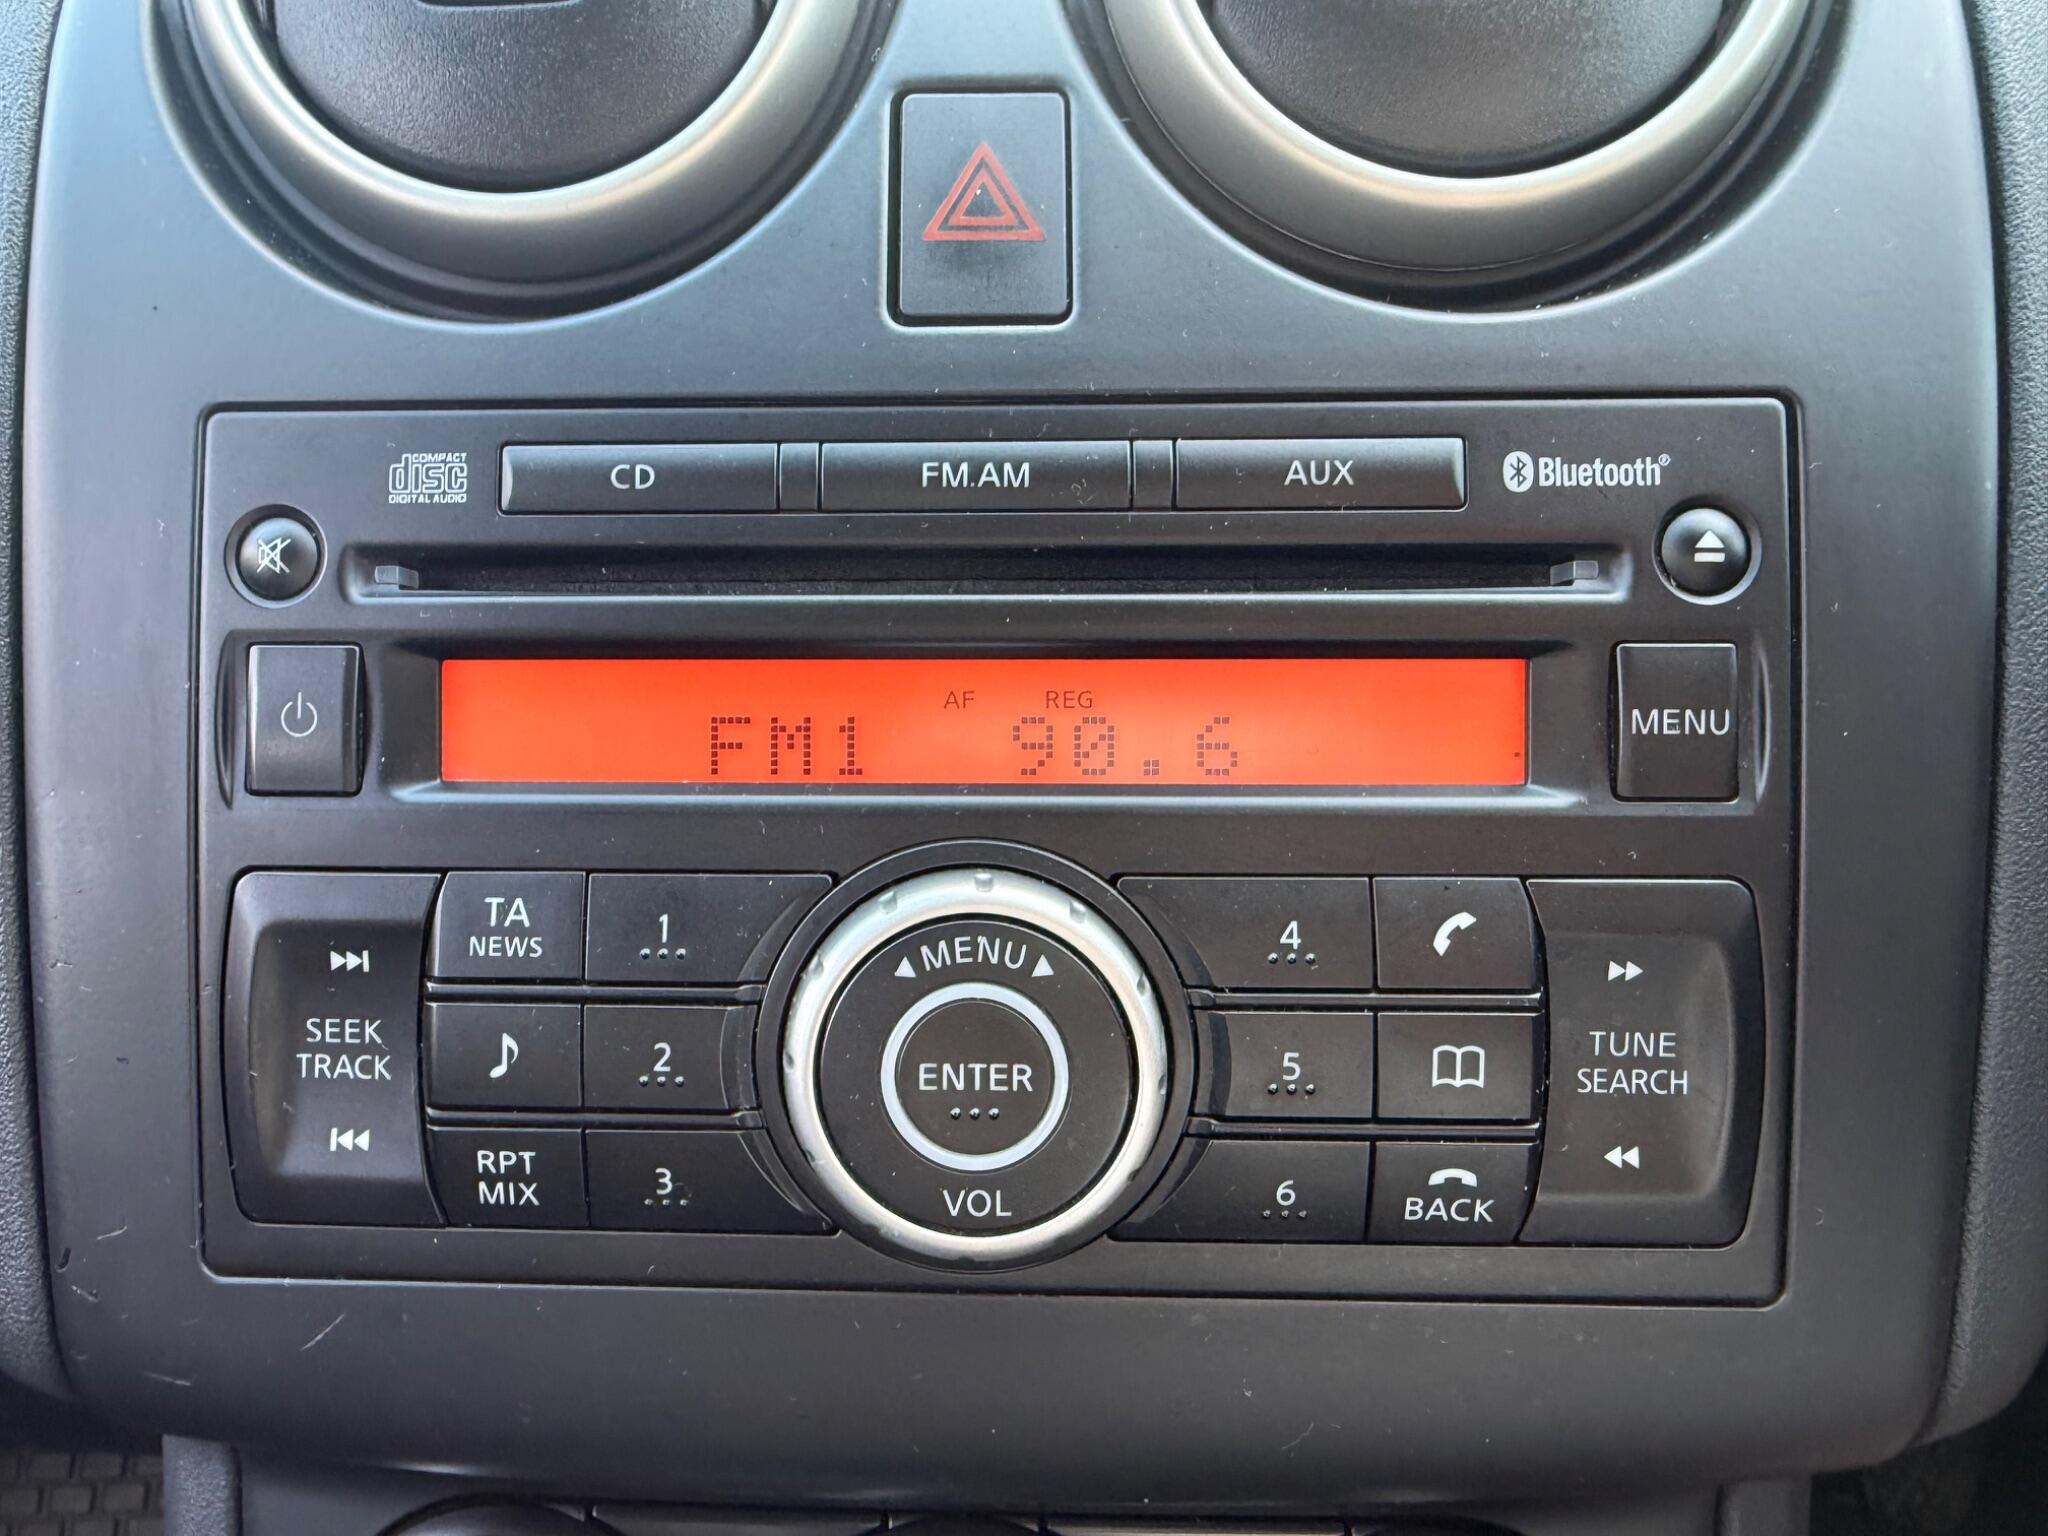 COMPACT
disc
DIGITAL AUDIO
CD
FM.AM
AUX
Bluetooth®
AF REG
FM1 90.6
MENU
SEEK
TRACK
TA
NEWS
1
2
RPT
MIX
3
MENU
ENTER
VOL
4
5
6
BACK
TUNE
SEARCH